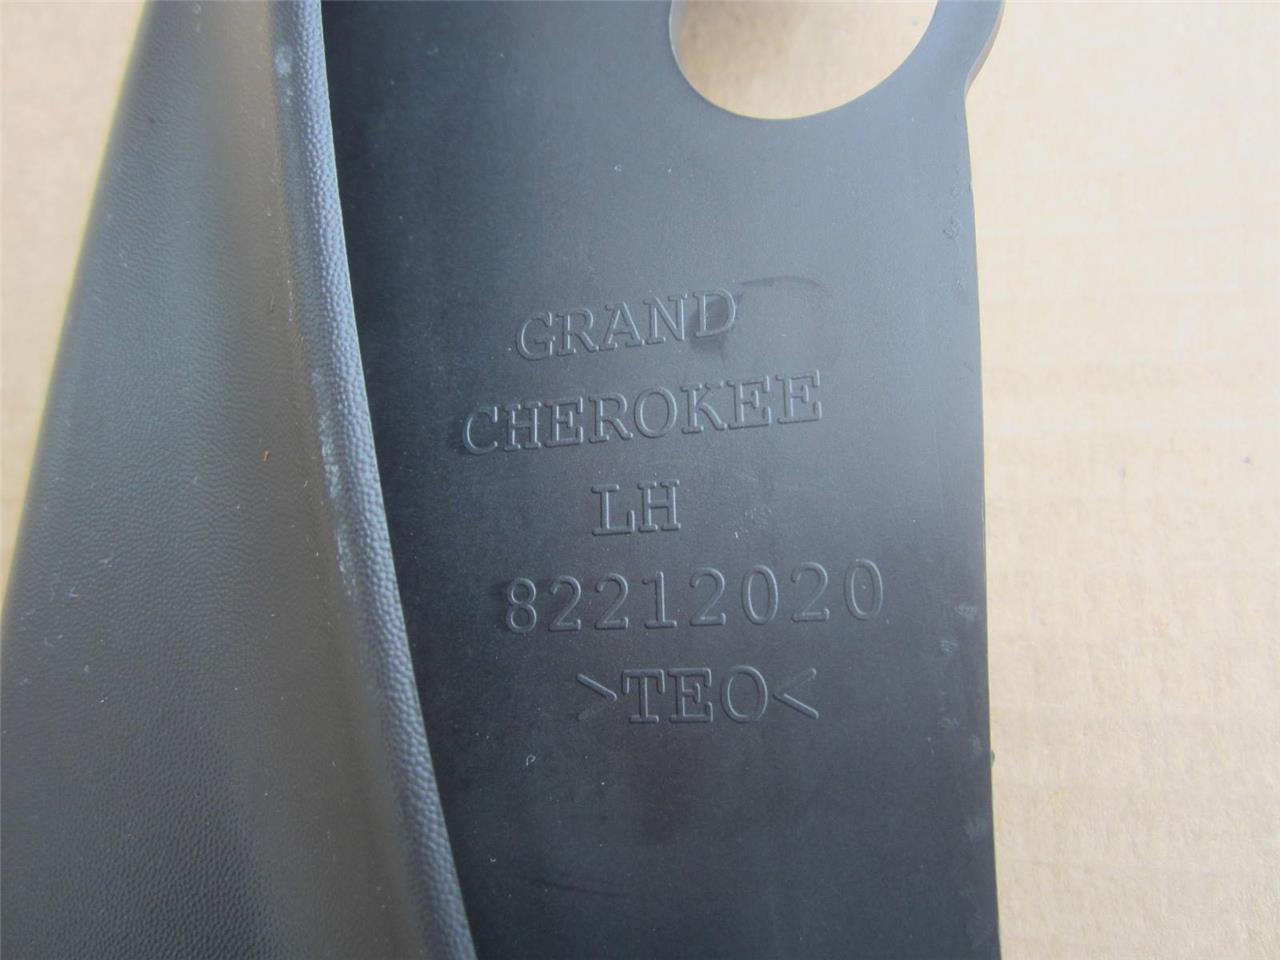 GRAND
CHEROKEE
LH
82212020
>TEO<